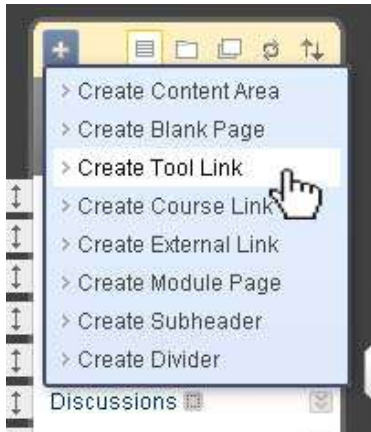 Create Content Area
Create Blank Page
Create Tool Link
Create Course Link
Create External Link
Create Module Page
Create Subheader
Create Divider
Discussions